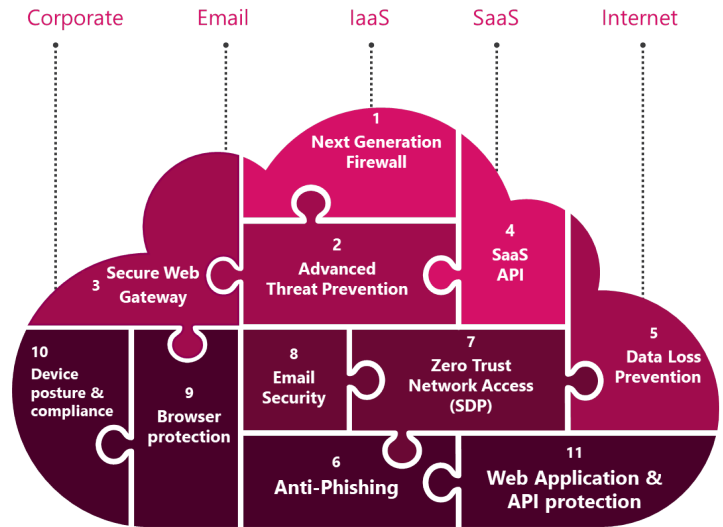 Corporate Email IaaS SaaS Internet
1
Next Generation
Firewall
2
Advanced
Threat Prevention
3
Secure Web
Gateway
4
SaaS
API
5
Data Loss
Prevention
10
Device
posture &
compliance
9
Browser
protection
8
Email
Security
7
Zero Trust
Network Access
(SDP)
6
Anti-Phishing
11
Web Application &
API protection